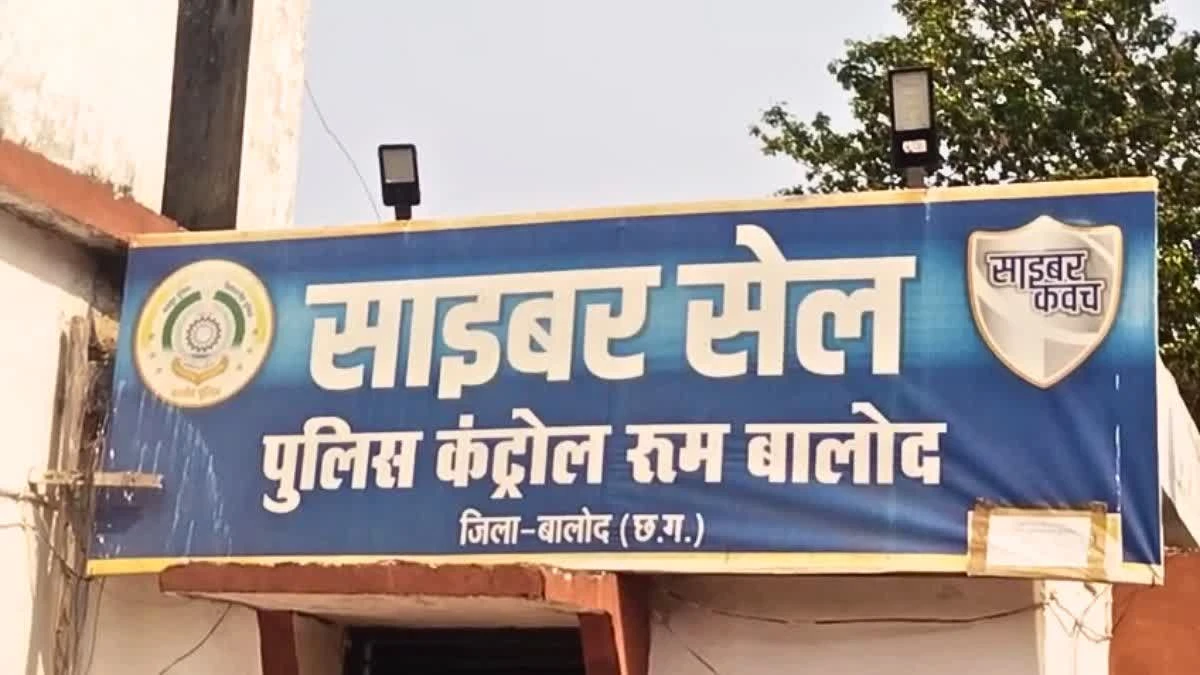 साइबर सेल
साइबर
कवच
पुलिस कंट्रोल रूम बालोद
जिला-बालोद (छ.ग.)